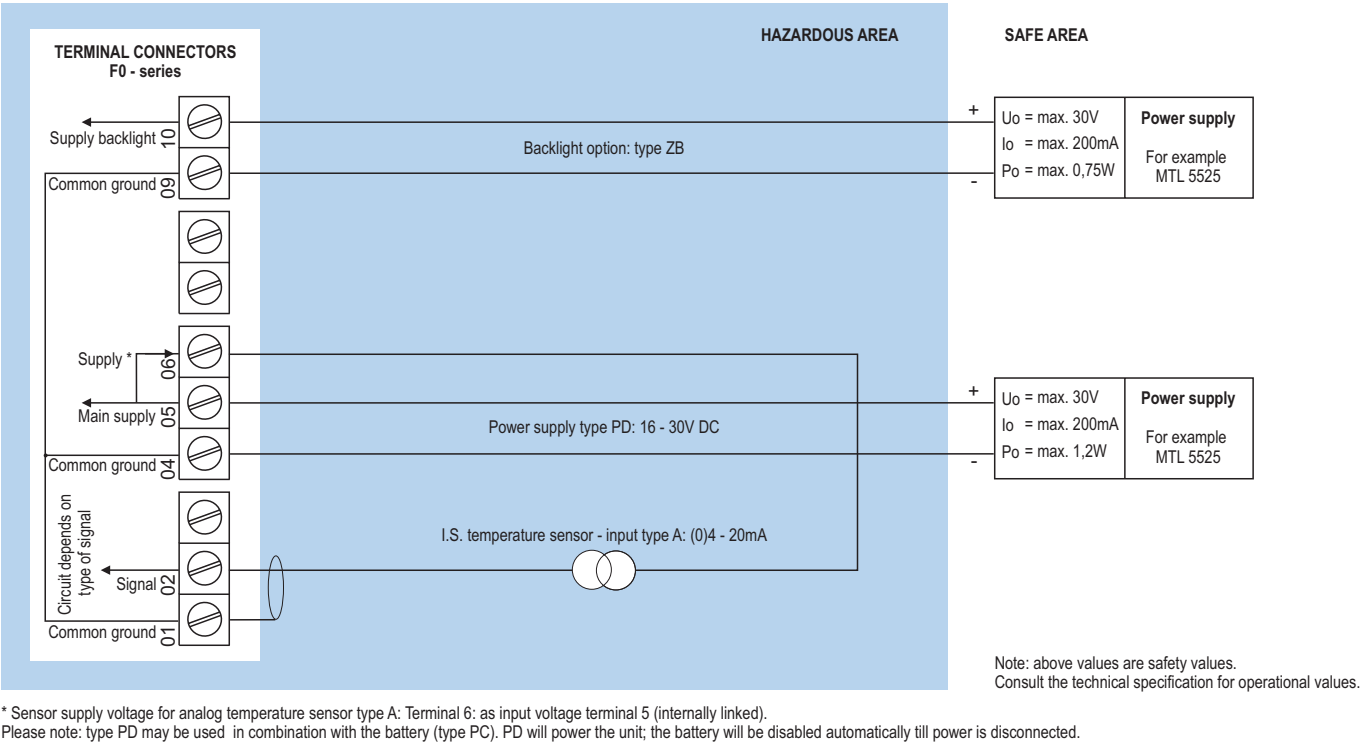 HAZARDOUS AREA
SAFE AREA
TERMINAL CONNECTORS
F0 - series
Supply backlight
10
Common ground
09
Backlight option: type ZB
+
-
Uo = max. 30V
Io = max. 200mA
Po = max. 0,75W
Power supply
For example
MTL 5525
Supply *
06
Main supply
05
Common ground
04
Power supply type PD: 16 - 30V DC
+
-
Uo = max. 30V
Io = max. 200mA
Po = max. 1,2W
Power supply
For example
MTL 5525
Circuit depends on
type of signal
Signal
02
Common ground
01
I.S. temperature sensor - input type A: (0)4 - 20mA
Note: above values are safety values.
Consult the technical specification for operational values.
* Sensor supply voltage for analog temperature sensor type A: Terminal 6: as input voltage terminal 5 (internally linked).
Please note: type PD may be used in combination with the battery (type PC). PD will power the unit; the battery will be disabled automatically till power is disconnected.